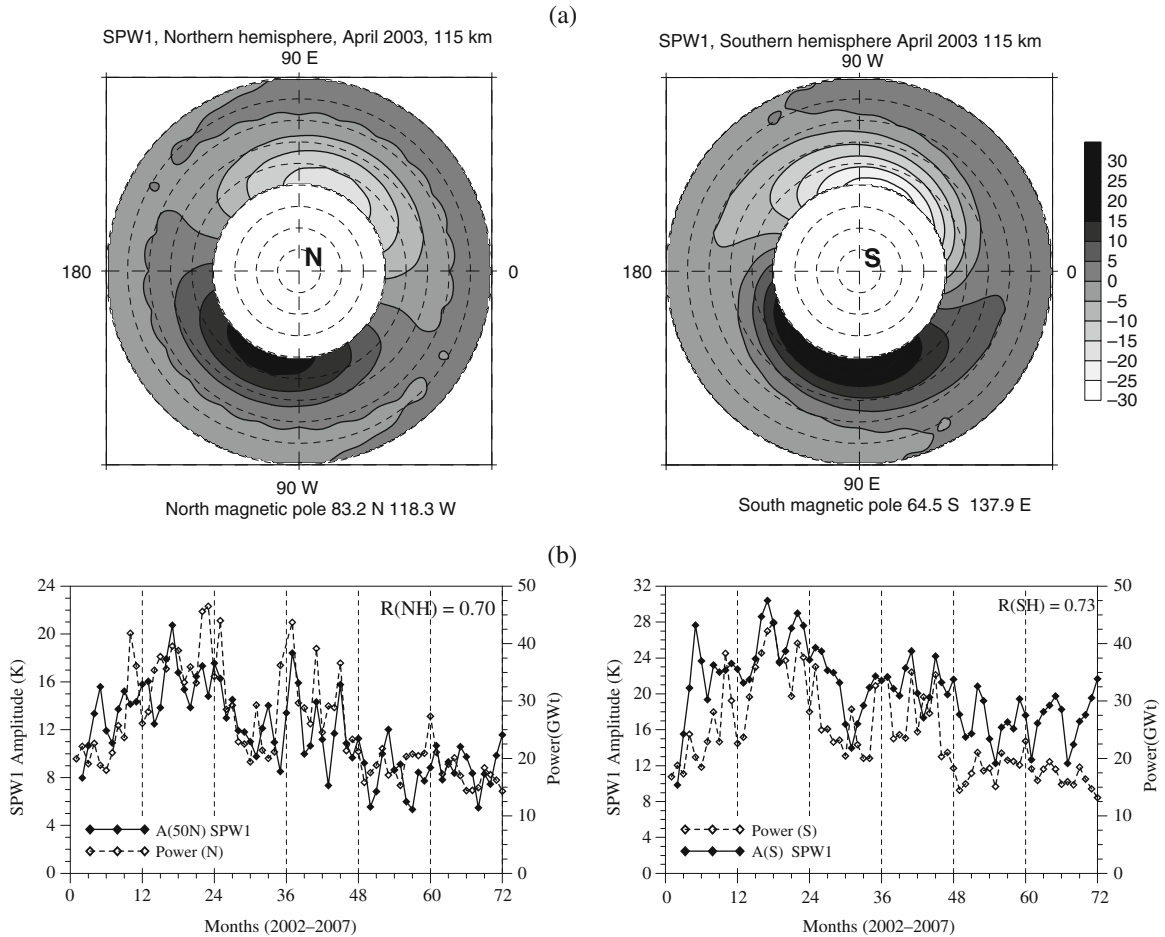 (a)
SPW1, Northern hemisphere, April 2003, 115 km
90 E
180
N
0
90 W
North magnetic pole 83.2 N 118.3 W
SPW1, Southern hemisphere April 2003 115 km
90 W
180
S
0
90 E
South magnetic pole 64.5 S 137.9 E
30
25
20
15
10
5
0
−5
−10
−15
−20
−25
−30
(b)
R(NH) = 0.70
SPW1 Amplitude (K)
24
20
16
12
8
4
0
Power(GWt)
50
40
30
20
10
0
A(50N) SPW1
Power (N)
0 12 24 36 48 60 72
Months (2002–2007)
R(SH) = 0.73
SPW1 Amplitude (K)
32
28
24
20
16
12
8
4
0
Power(GWt)
50
40
30
20
10
0
Power (S)
A(S) SPW1
0 12 24 36 48 60 72
Months (2002–2007)